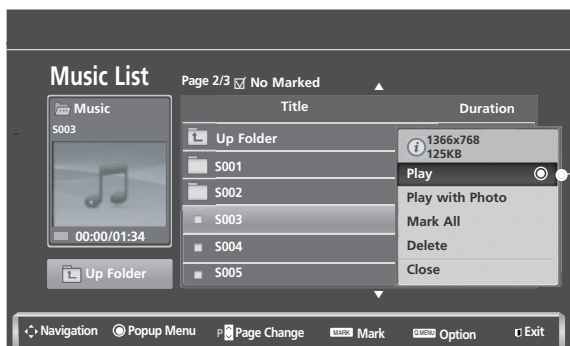 Music List
Page 2/3 No Marked
Music
S003
00:00/01:34
Up Folder
Title Duration
Up Folder
S001
S002
S003
S004
S005
1366x768
125KB
Play
Play with Photo
Mark All
Delete
Close
Navigation Popup Menu P Page Change MARK Mark Q.MENU Option Exit